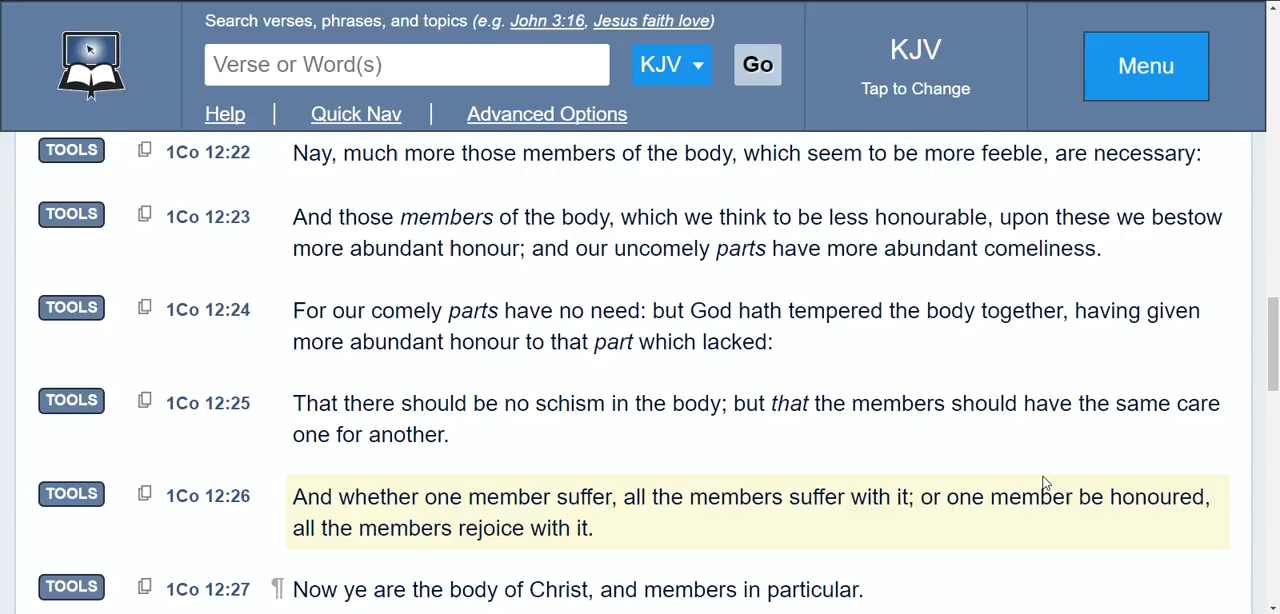 Search verses, phrases, and topics (e.g. John 3:16, Jesus faith love)
Verse or Word(s)
KJV
Go
Help | Quick Nav | Advanced Options
KJV
Tap to Change
Menu
TOOLS 1Co 12:22 Nay, much more those members of the body, which seem to be more feeble, are necessary:
TOOLS 1Co 12:23 And those members of the body, which we think to be less honourable, upon these we bestow
more abundant honour; and our uncomely parts have more abundant comeliness.
TOOLS 1Co 12:24 For our comely parts have no need: but God hath tempered the body together, having given
more abundant honour to that part which lacked:
TOOLS 1Co 12:25 That there should be no schism in the body; but that the members should have the same care
one for another.
TOOLS 1Co 12:26 And whether one member suffer, all the members suffer with it; or one member be honoured,
all the members rejoice with it.
TOOLS 1Co 12:27 ¶ Now ye are the body of Christ, and members in particular.